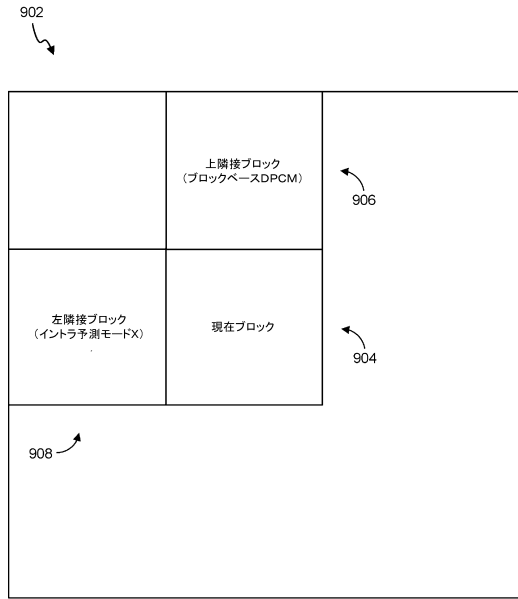 902
上隣接ブロック
(ブロックベースDPCM)
906
左隣接ブロック
(イントラ予測モードX)
現在ブロック
904
908